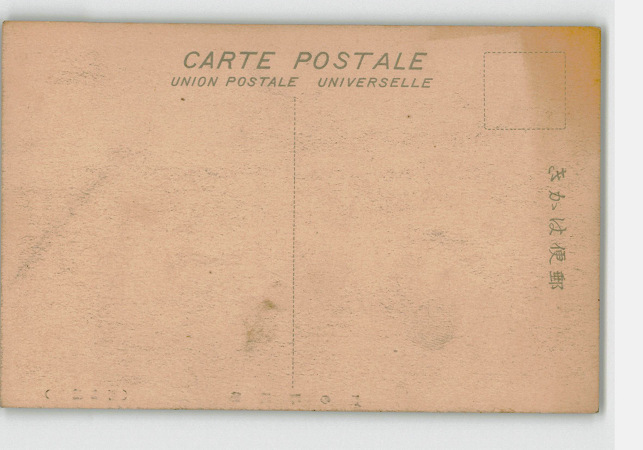 CARTE POSTALE
UNION POSTALE UNIVERSELLE
きかは便郵